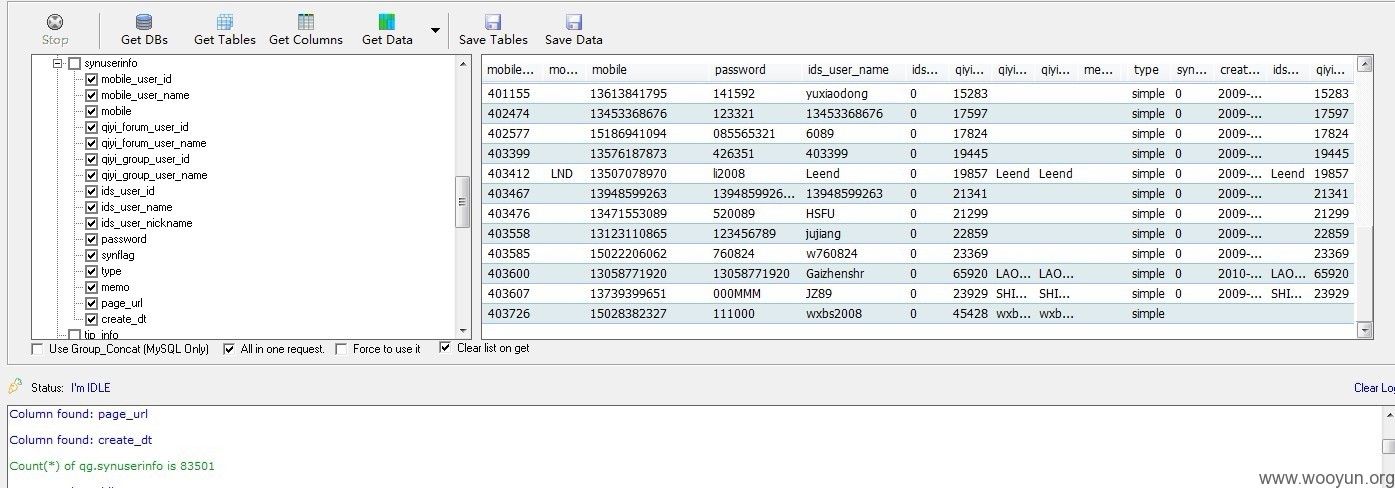 Stop Get DBs Get Tables Get Columns Get Data Save Tables Save Data
synuserinfo
mobile_user_id
mobile_user_name
mobile
qiyi_forum_user_id
qiyi_forum_user_name
qiyi_group_user_id
qiyi_group_user_name
ids_user_id
ids_user_name
ids_user_nickname
password
synflag
type
memo
page_url
create_dt
tip_info
mobile... mo... mobile password ids_user_name ids... qiyi... qiyi... qiyi... me... type syn... creat... ids... qiyi...
401155 13613841795 141592 yuxiaodong 0 15283 simple 0 2009-... 15283
402474 13453368676 123321 13453368676 0 17597 simple 0 2009-... 17597
402577 15186941094 085565321 6089 0 17824 simple 0 2009-... 17824
403399 13576187873 426351 403399 0 19445 simple 0 2009-... 19445
403412 LND 13507078970 li2008 Leend 0 19857 Leend Leend simple 0 2009-... Leend 19857
403467 13948599263 1394859926... 13948599263 0 21341 simple 0 2009-... 21341
403476 13471553089 520089 HSFU 0 21299 simple 0 2009-... 21299
403558 13123110865 123456789 jujiang 0 22859 simple 0 2009-... 22859
403585 15022206062 760824 w760824 0 23369 simple 0 2009-... 23369
403600 13058771920 13058771920 Gaizhenshr 0 65920 LAO... LAO... simple 0 2010-... LAO... 65920
403607 13739399651 000MMM JZ89 0 23929 SHI... SHI... simple 0 2009-... SHI... 23929
403726 15028382327 111000 wxbs2008 0 45428 wxb... wxb... simple
Use Group_Concat (MySQL Only) All in one request. Force to use it Clear list on get
Status: I'm IDLE Clear Log
Column found: page_url
Column found: create_dt
Count(*) of qg.synuserinfo is 83501
www.wooyun.org